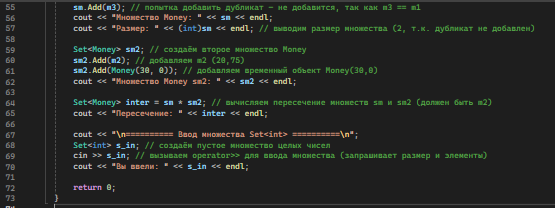 55 sm.Add(m3); // попытка добавить дубликат — не добавится, так как m3 == m1
56 cout << "Множество Money: " << sm << endl;
57 cout << "Размер: " << (int)sm << endl; // выводим размер множества (2, т.к. дубликат не добавлен)
58
59 Set<Money> sm2; // создаём второе множество Money
60 sm2.Add(m2); // добавляем m2 (20,75)
61 sm2.Add(Money(30, 0)); // добавляем временный объект Money(30,0)
62 cout << "Множество Money sm2: " << sm2 << endl;
63
64 Set<Money> inter = sm * sm2; // вычисляем пересечение множеств sm и sm2 (должен быть m2)
65 cout << "Пересечение: " << inter << endl;
66
67 cout << "\n========== Ввод множества Set<int> ==========\n";
68 Set<int> s_in; // создаём пустое множество целых чисел
69 cin >> s_in; // вызываем operator>> для ввода множества (запрашивает размер и элементы)
70 cout << "Вы ввели: " << s_in << endl;
71
72 return 0;
73 }